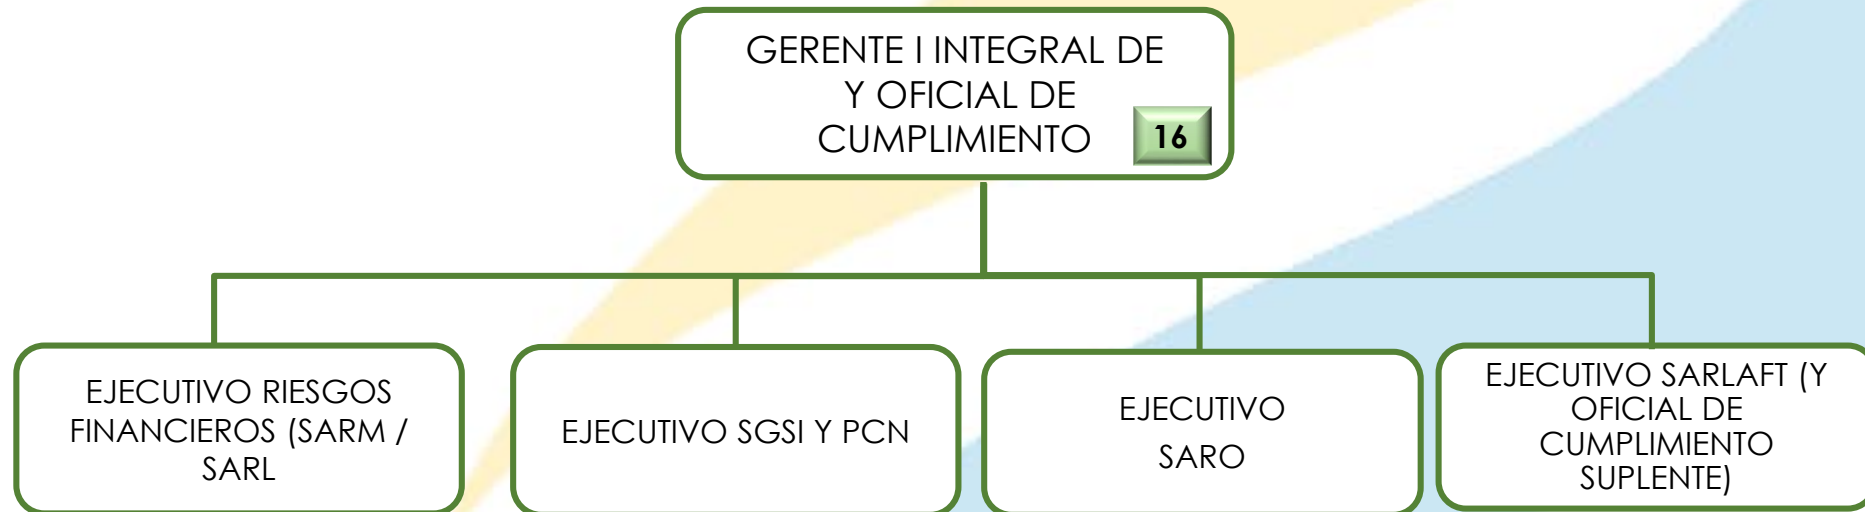 GERENTE I INTEGRAL DE
Y OFICIAL DE
CUMPLIMIENTO
16
EJECUTIVO RIESGOS
FINANCIEROS (SARM /
SARL
EJECUTIVO SGSI Y PCN
EJECUTIVO
SARO
EJECUTIVO SARLAFT (Y
OFICIAL DE
CUMPLIMIENTO
SUPLENTE)